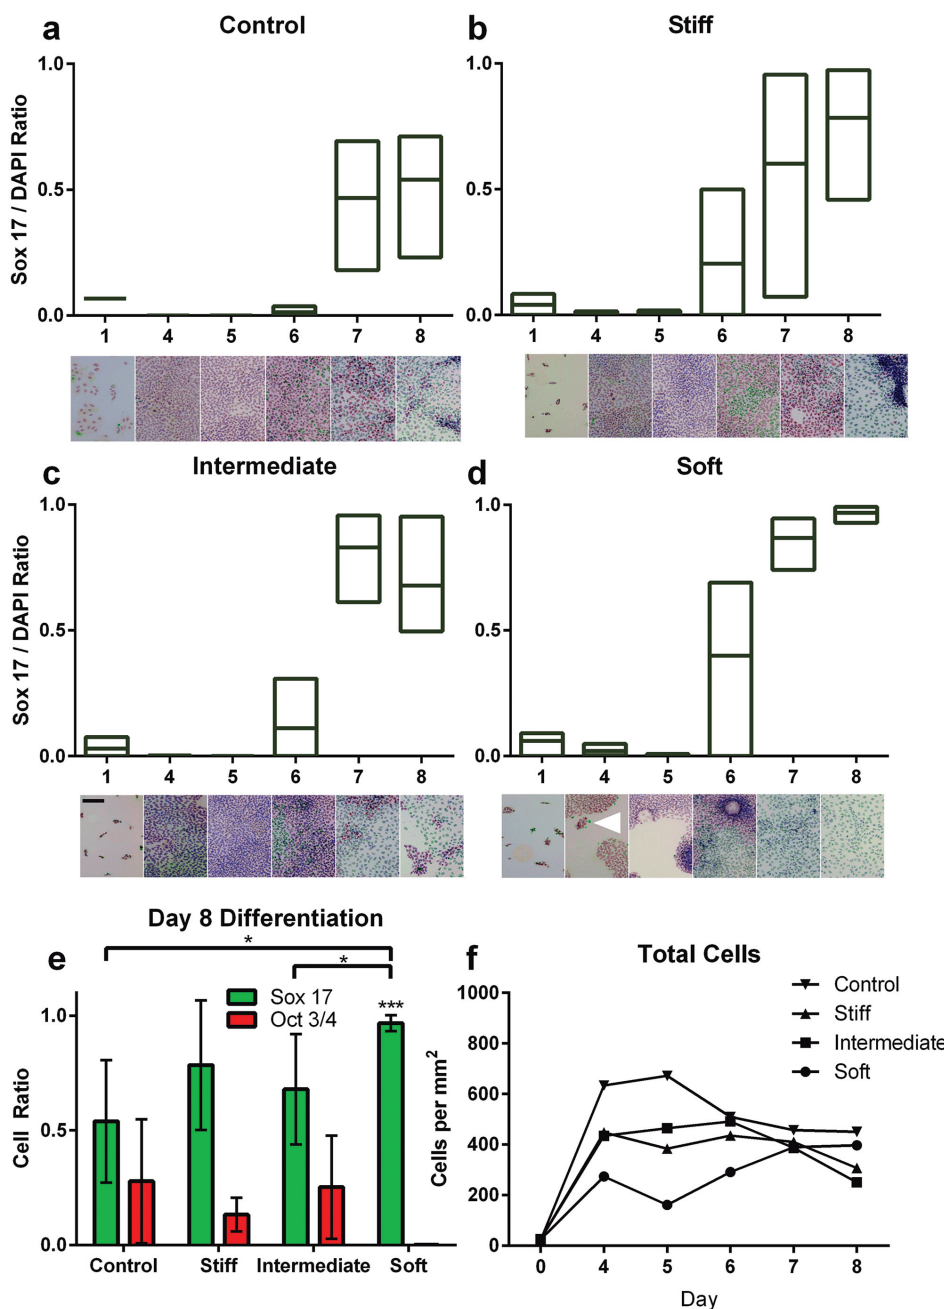 a Control
b Stiff
Sox 17 / DAPI Ratio
1.0
0.5
0.0
1 4 5 6 7 8
1.0
0.5
0.0
1 4 5 6 7 8
c Intermediate
d Soft
Sox 17 / DAPI Ratio
1.0
0.5
0.0
1 4 5 6 7 8
1.0
0.5
0.0
1 4 5 6 7 8
Day 8 Differentiation
e
*
*
***
Sox 17
Oct 3/4
Cell Ratio
1.0
0.5
0.0
Control Stiff Intermediate Soft
f Total Cells
Control
Stiff
Intermediate
Soft
Cells per mm²
1000
800
600
400
200
0
0 4 5 6 7 8
Day